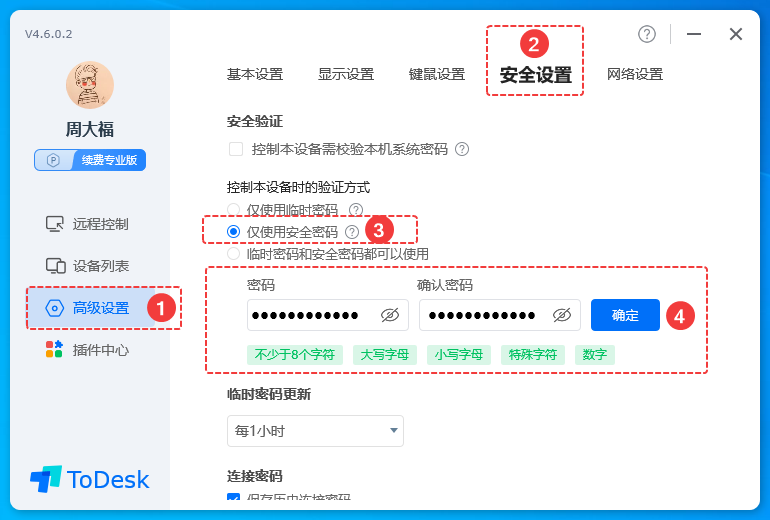 V4.6.0.2
周大福
续费专业版
远程控制
设备列表
高级设置
1
插件中心
ToDesk
2
基本设置
显示设置
键鼠设置
安全设置
网络设置
安全验证
控制本设备需校验本机系统密码
控制本设备时的验证方式
仅使用临时密码
仅使用安全密码
3
临时密码和安全密码都可以使用
密码
确认密码
确定
4
不少于8个字符
大写字母
小写字母
特殊字符
数字
临时密码更新
每1小时
连接密码
保存历史连接密码